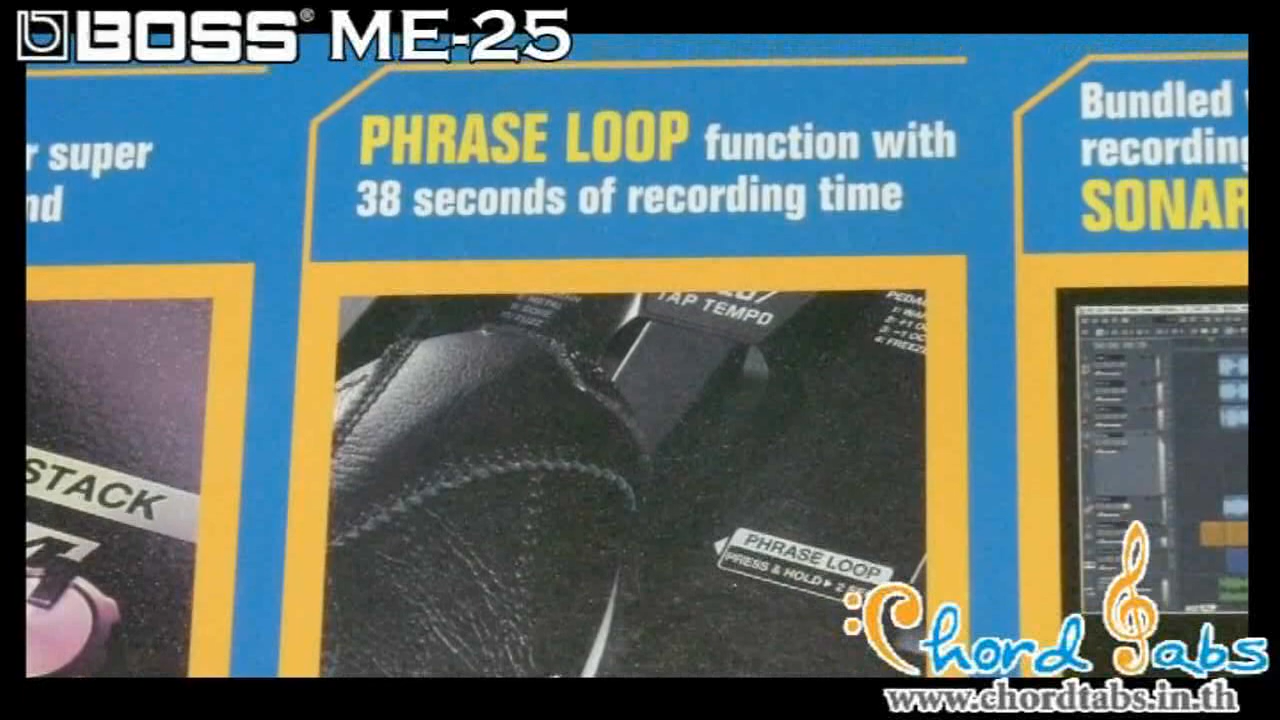 BOSS® ME-25
r super
nd
PHRASE LOOP function with
38 seconds of recording time
Bundled
recording
SONAR
TAP TEMPO
STACK
PHRASE LOOP
PRESS & HOLD ▸ 2
Chord Tabs
www.chordtabs.in.th